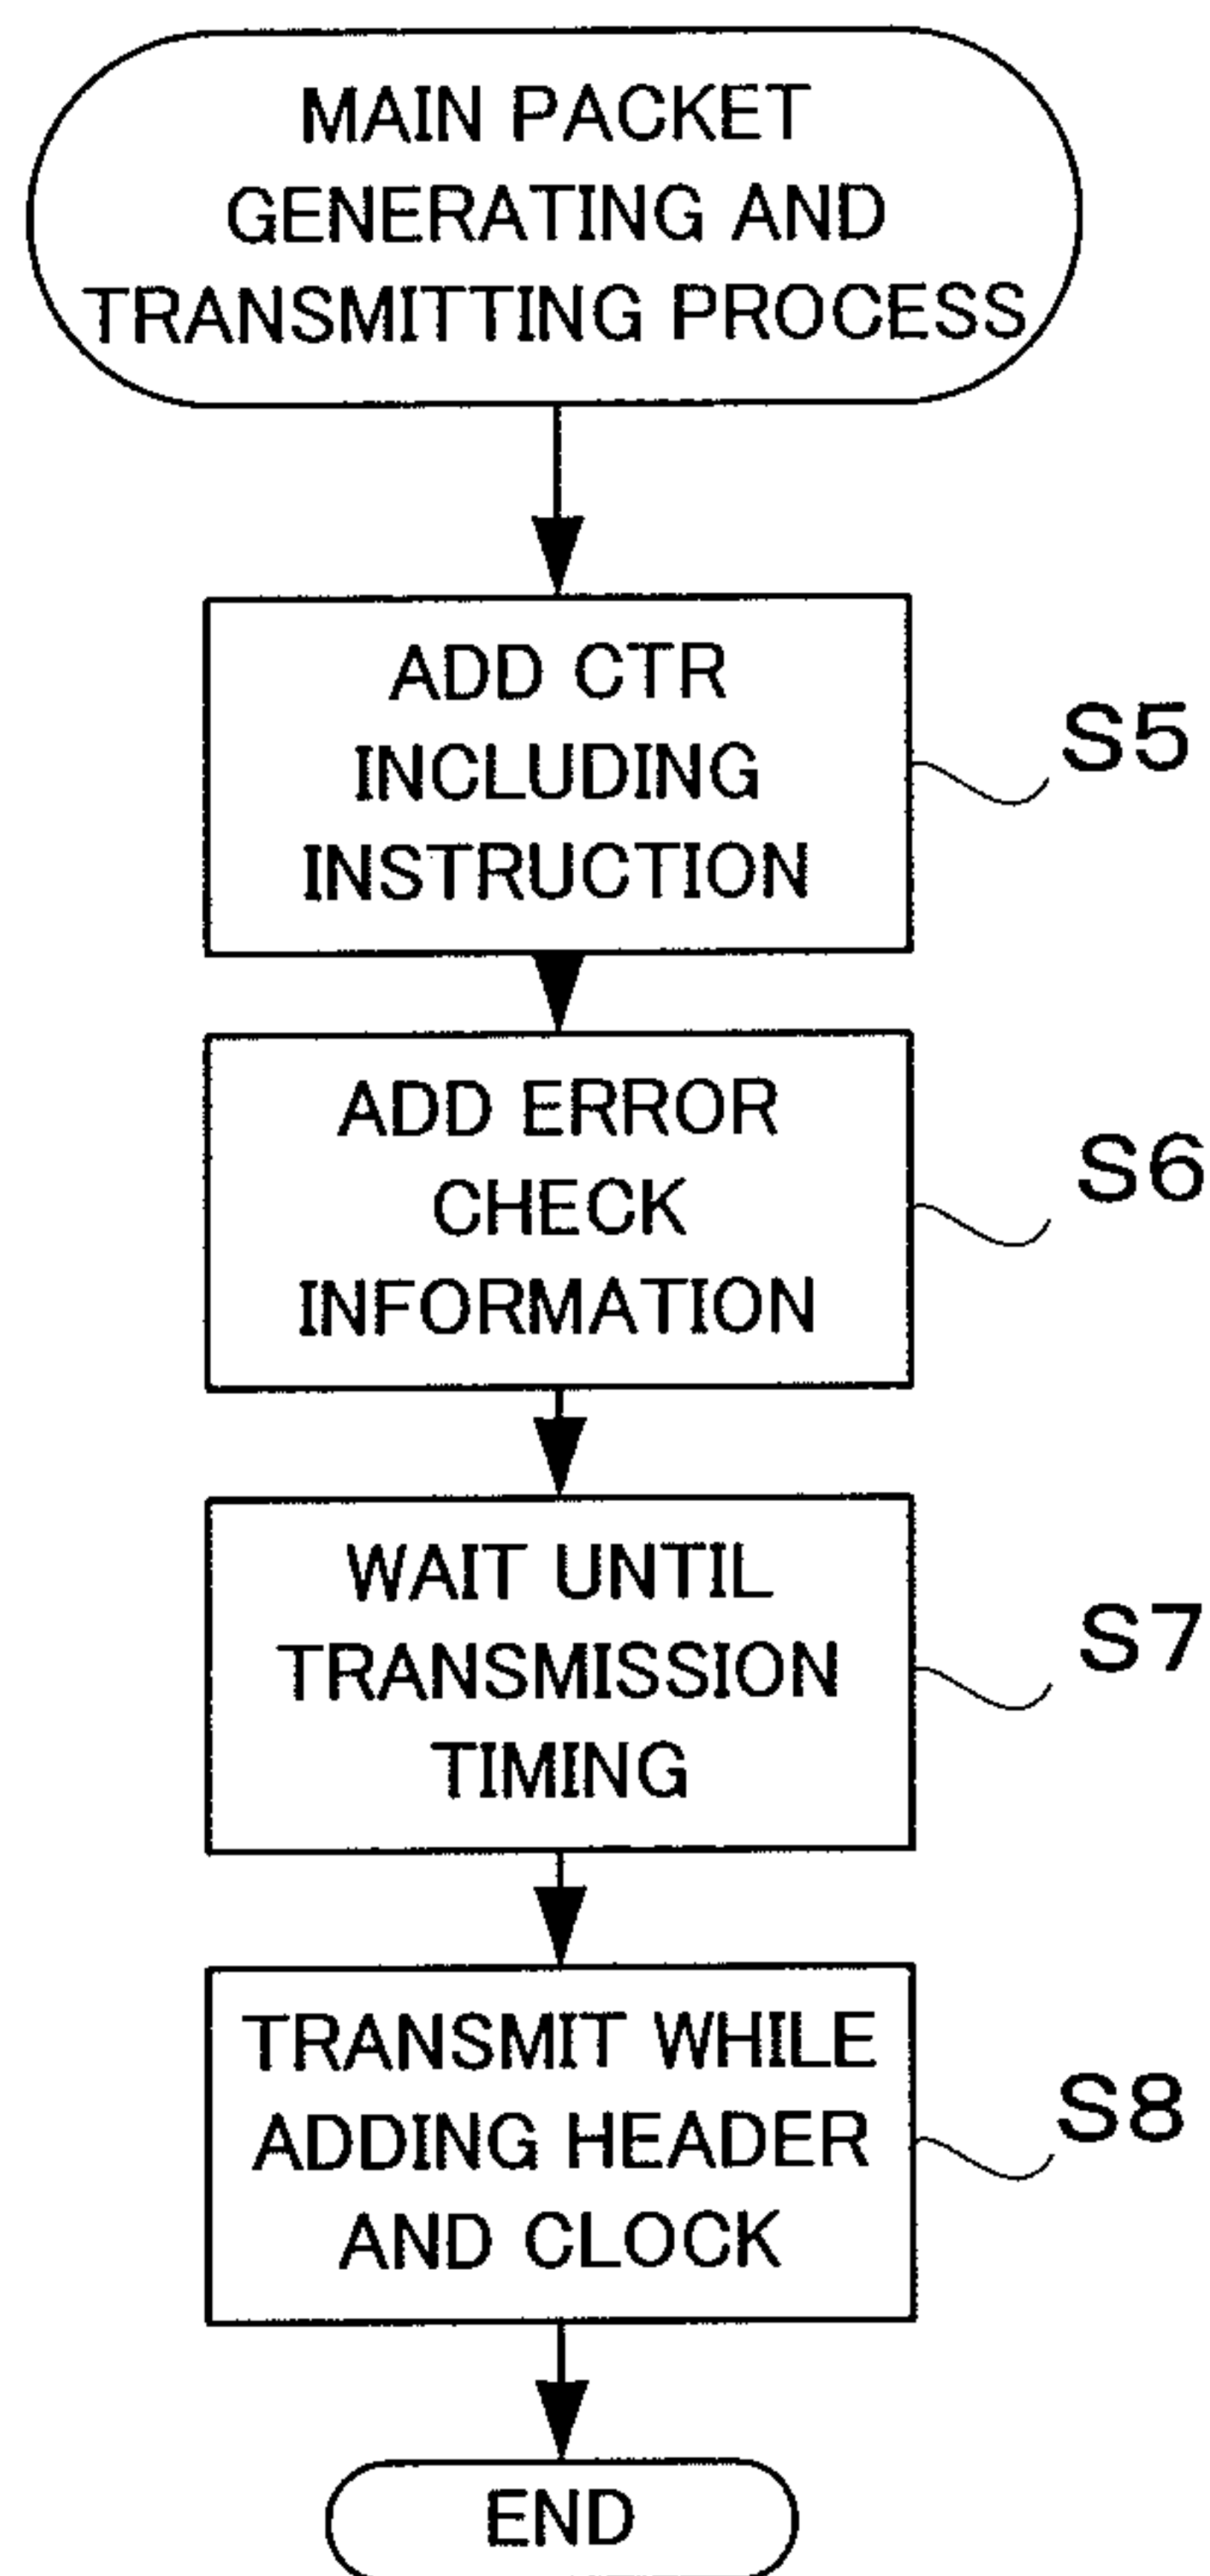 MAIN PACKET
GENERATING AND
TRANSMITTING PROCESS
ADD CTR
INCLUDING
INSTRUCTION
S5
ADD ERROR
CHECK
INFORMATION
S6
WAIT UNTIL
TRANSMISSION
TIMING
S7
TRANSMIT WHILE
ADDING HEADER
AND CLOCK
S8
END